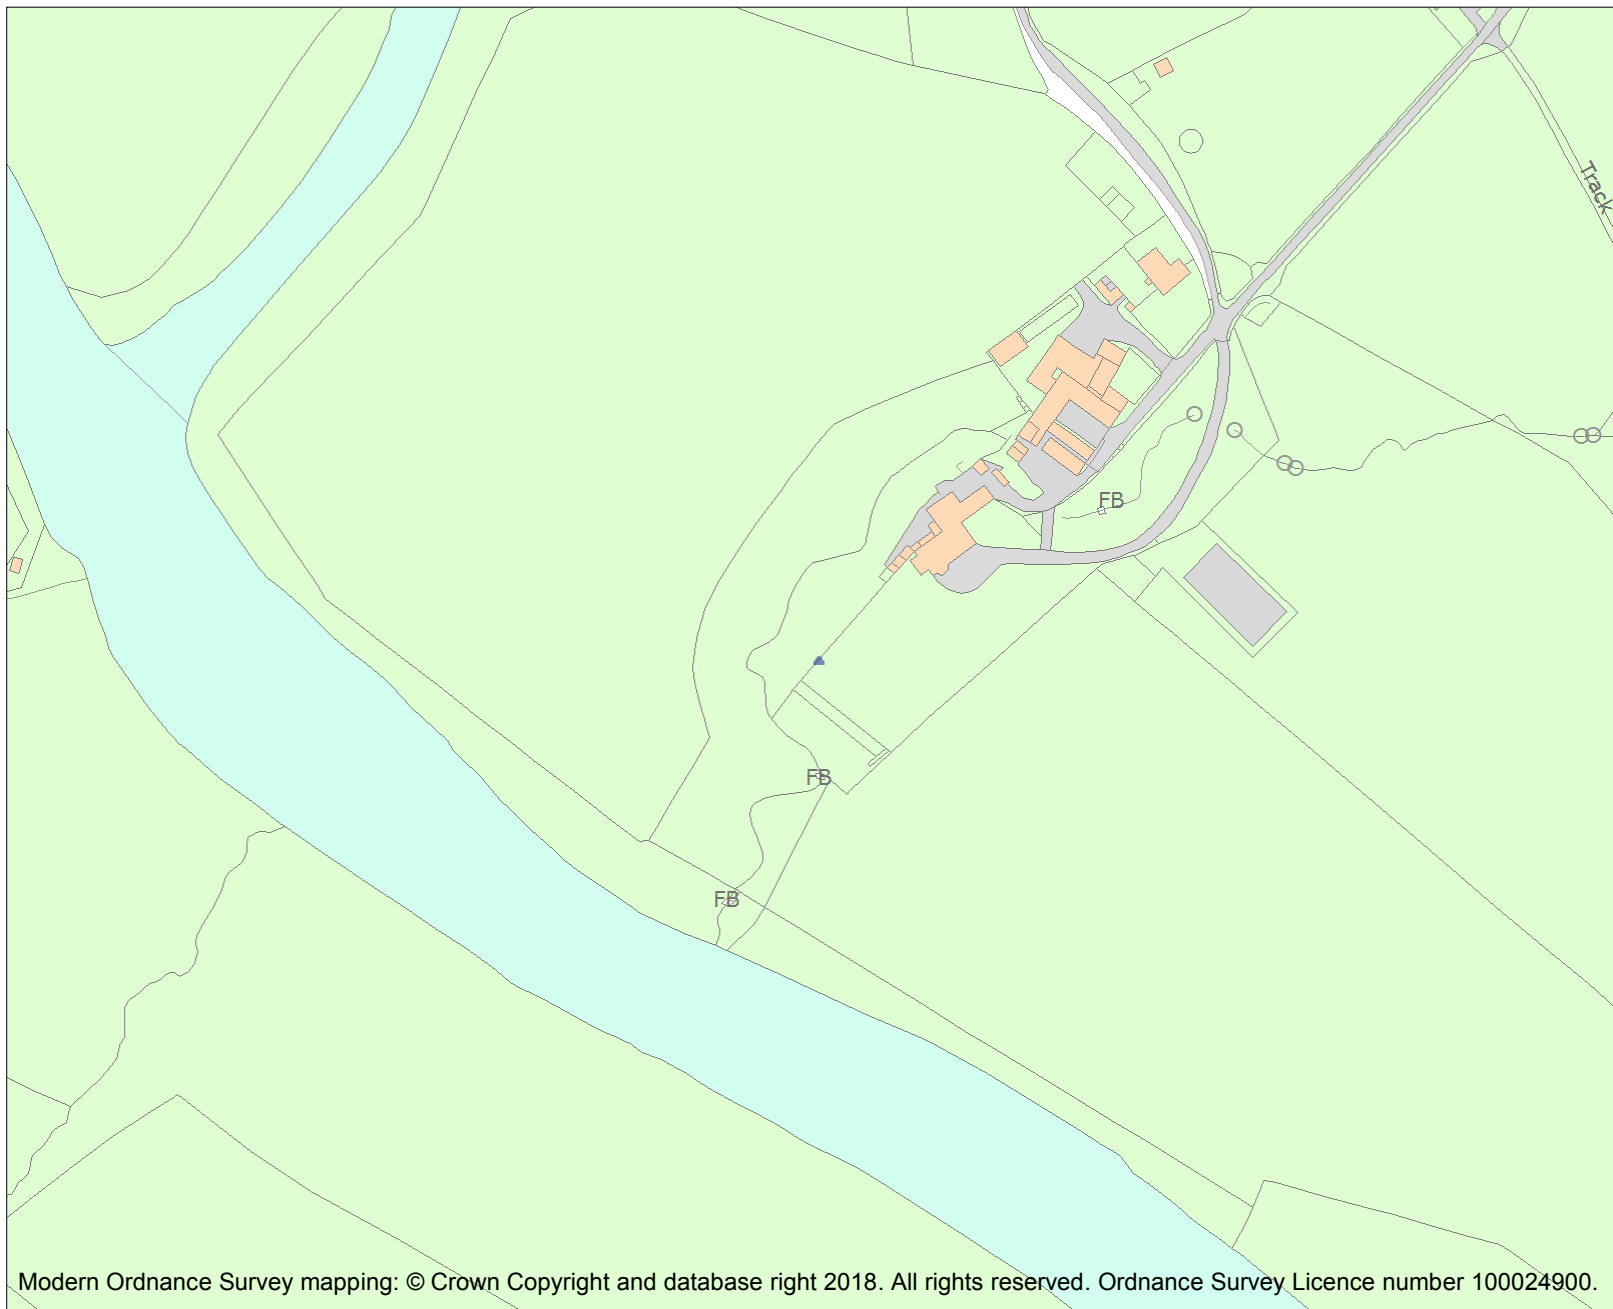 Track
FB
FB
FB
Modern Ordnance Survey mapping: © Crown Copyright and database right 2018. All rights reserved. Ordnance Survey Licence number 100024900.